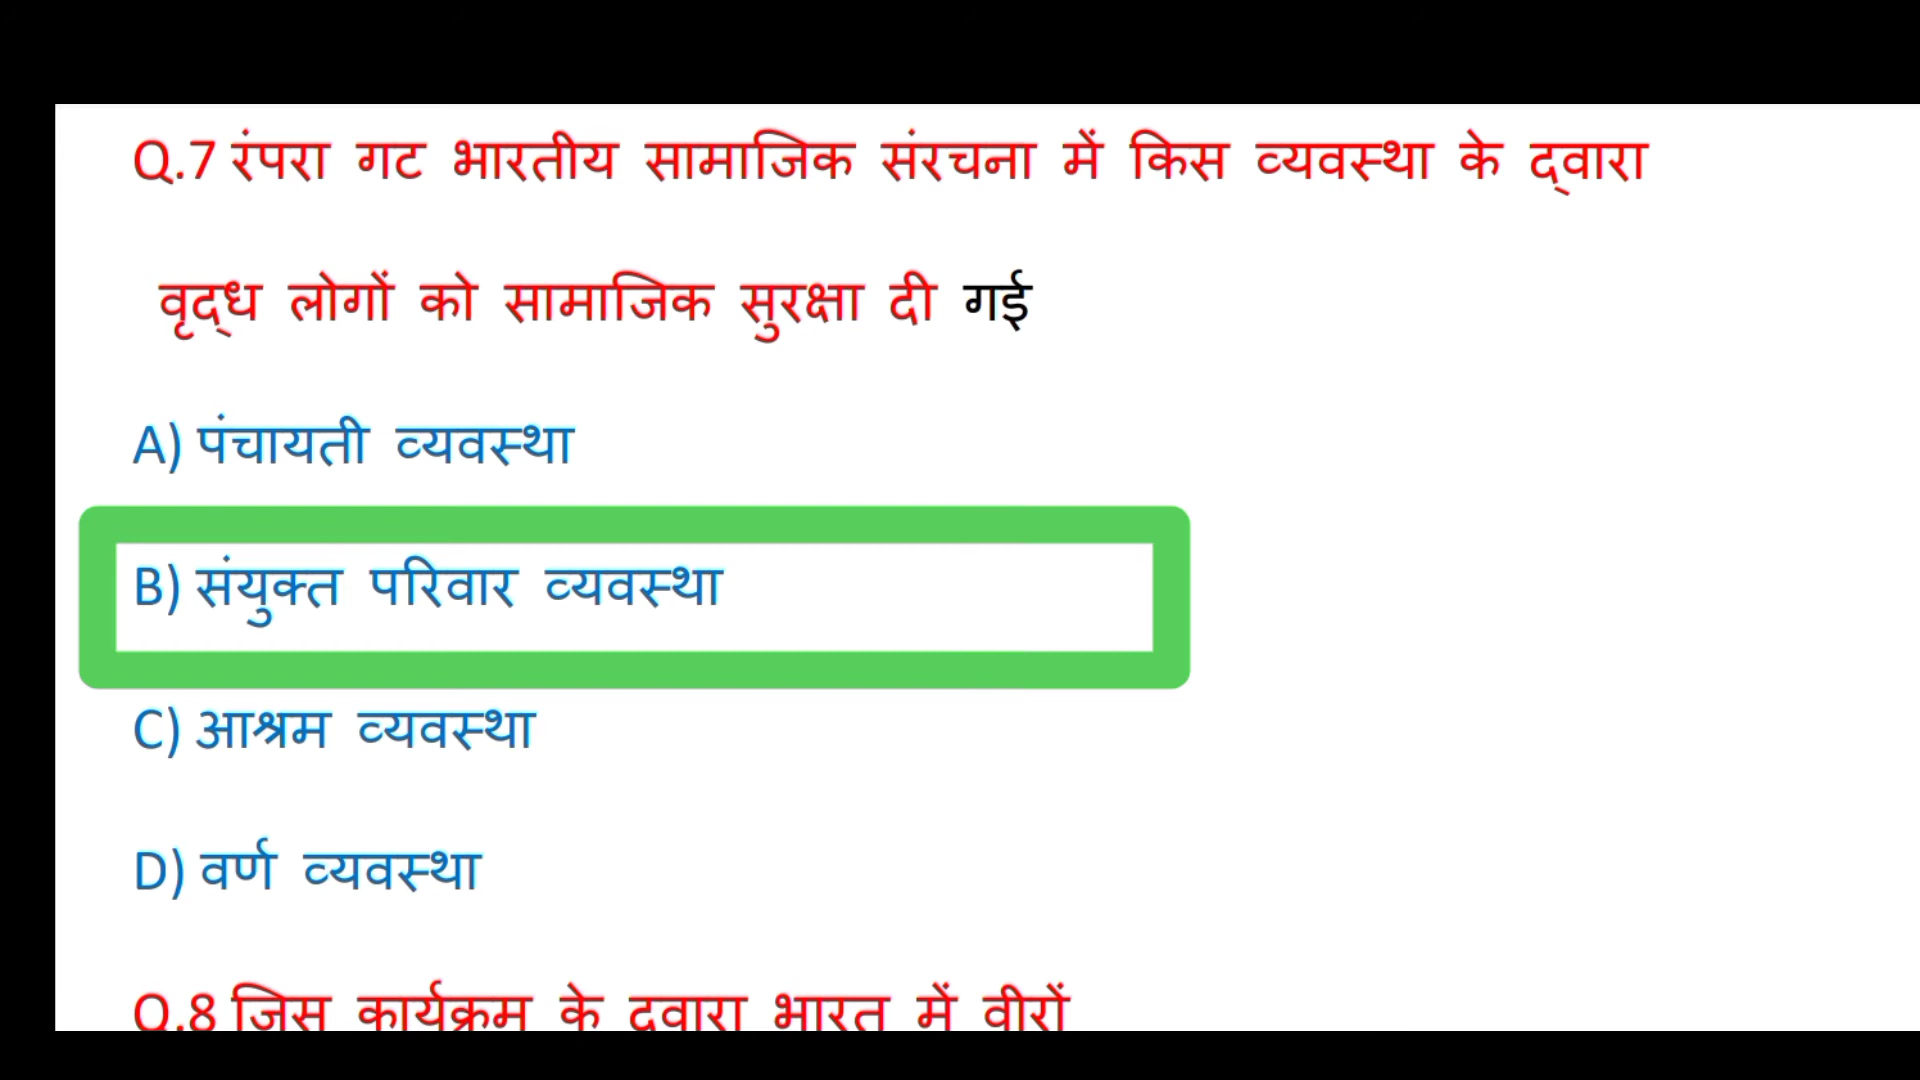 Q.7 रंपरा गट भारतीय सामाजिक संरचना में किस व्यवस्था के द्वारा
वृद्ध लोगों को सामाजिक सुरक्षा दी गई
A) पंचायती व्यवस्था
B) संयुक्त परिवार व्यवस्था
C) आश्रम व्यवस्था
D) वर्ण व्यवस्था
Q.8 जिस कार्यक्रम के द्वारा भारत में वीरों